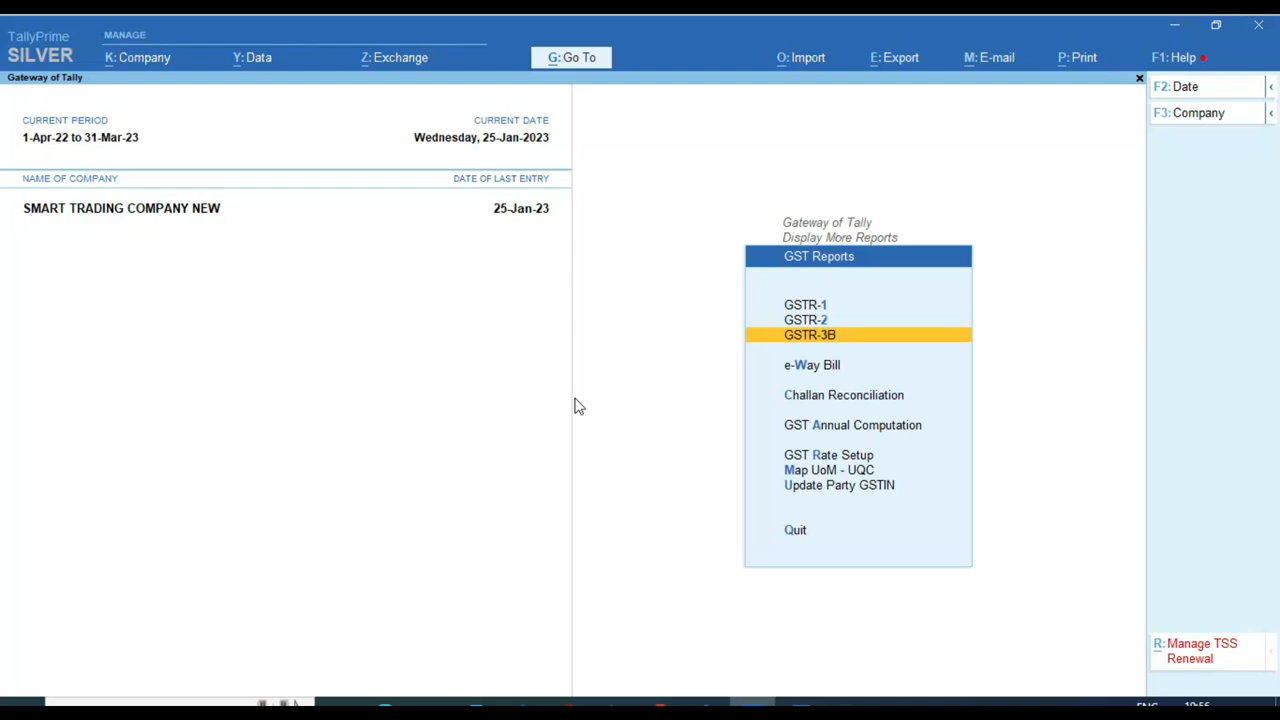 TallyPrime
SILVER
MANAGE
K: Company
Y: Data
Z: Exchange
G: Go To
O: Import
E: Export
M: E-mail
P: Print
F1: Help
Gateway of Tally
F2: Date
F3: Company
CURRENT PERIOD
CURRENT DATE
1-Apr-22 to 31-Mar-23
Wednesday, 25-Jan-2023
NAME OF COMPANY
DATE OF LAST ENTRY
SMART TRADING COMPANY NEW
25-Jan-23
Gateway of Tally
Display More Reports
GST Reports
GSTR-1
GSTR-2
GSTR-3B
e-Way Bill
Challan Reconciliation
GST Annual Computation
GST Rate Setup
Map UoM - UQC
Update Party GSTIN
Quit
R: Manage TSS
Renewal